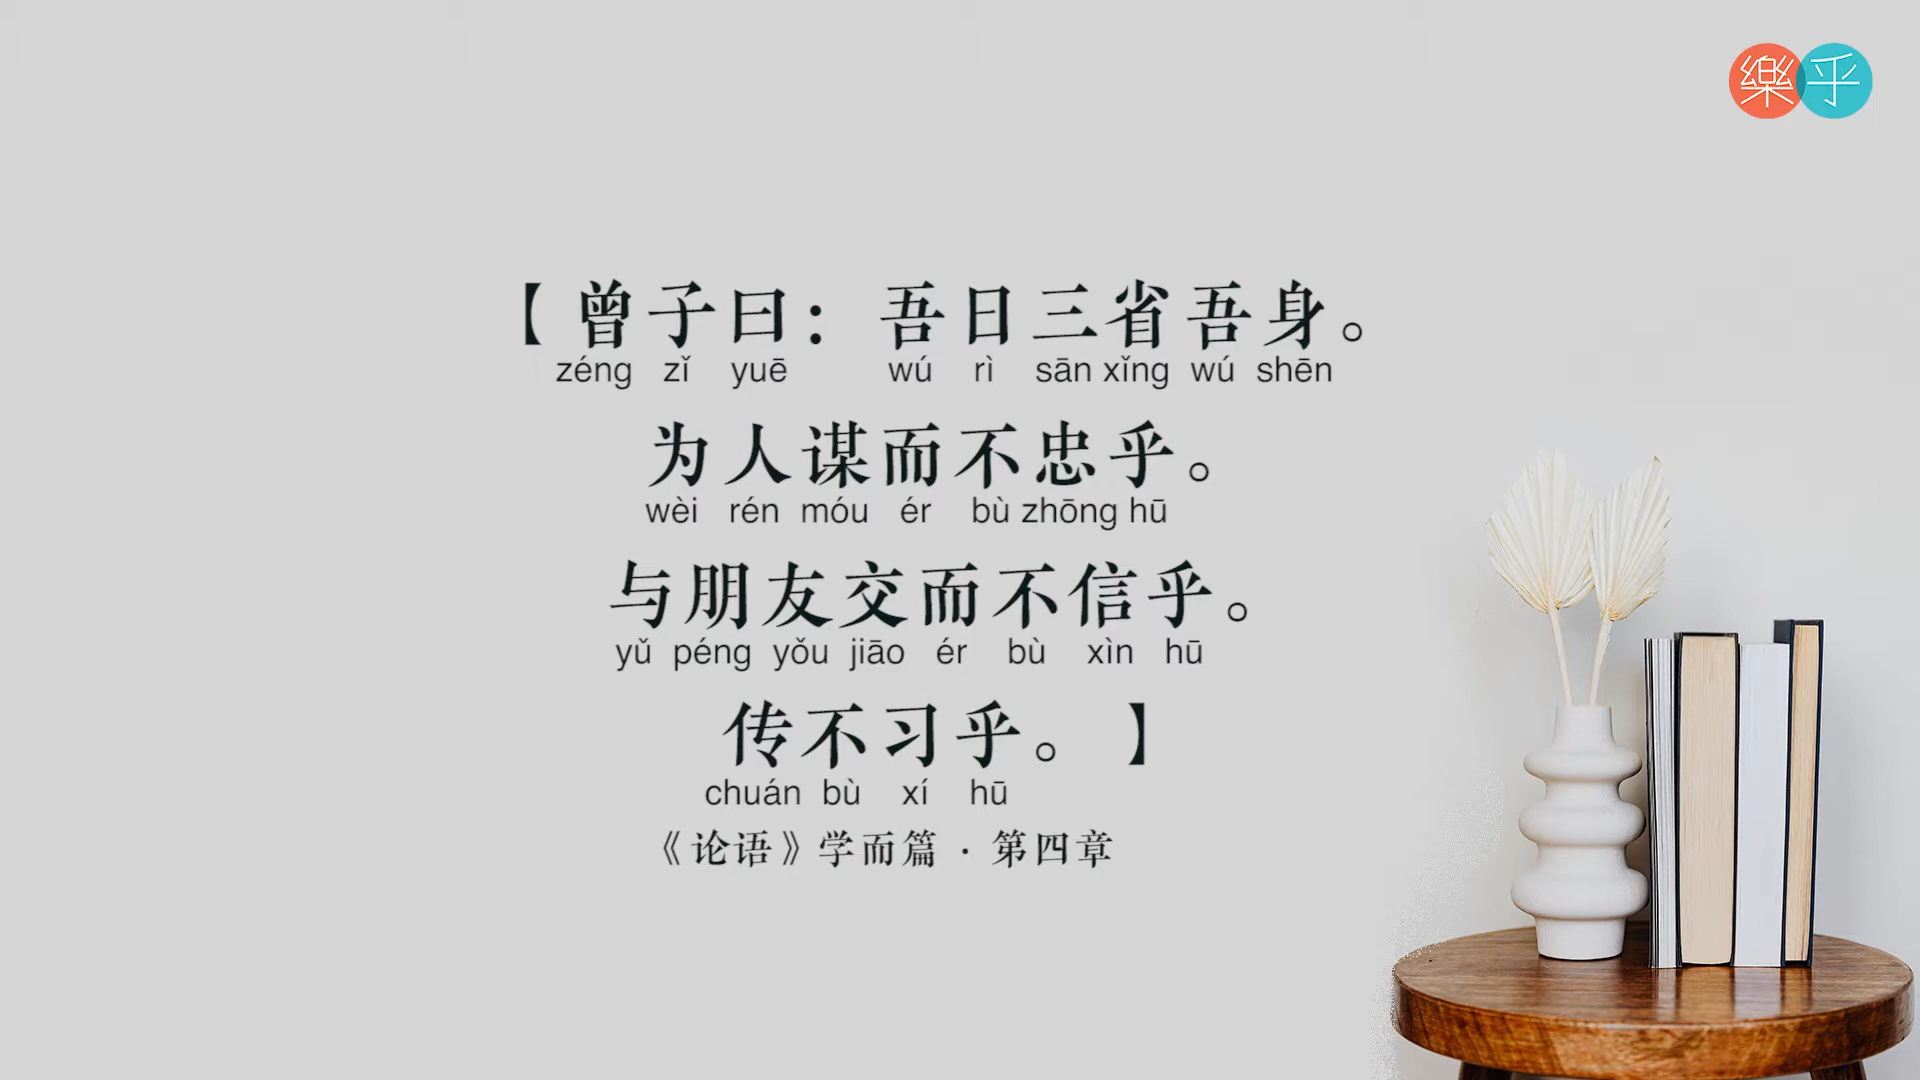 樂乎
【 曾子曰：吾日三省吾身。
zéng zǐ yuē wú rì sān xǐng wú shēn
为人谋而不忠乎。
wèi rén móu ér bù zhōng hū
与朋友交而不信乎。
yǔ péng yǒu jiāo ér bù xìn hū
传不习乎。 】
chuán bù xí hū
《论语》学而篇 · 第四章